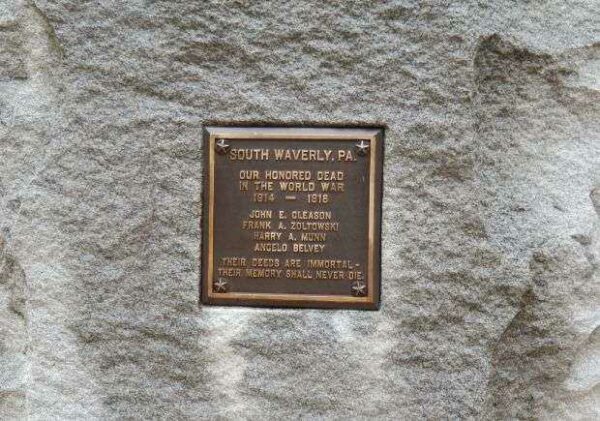 SOUTH WAVERLY, PA.
OUR HONORED DEAD
IN THE WORLD WAR
1914 — 1918
JOHN E. GLEASON
FRANK A. ZOLTOWSKI
HARRY A. MUNN
ANGELO BELVEY
THEIR DEEDS ARE IMMORTAL -
THEIR MEMORY SHALL NEVER DIE.